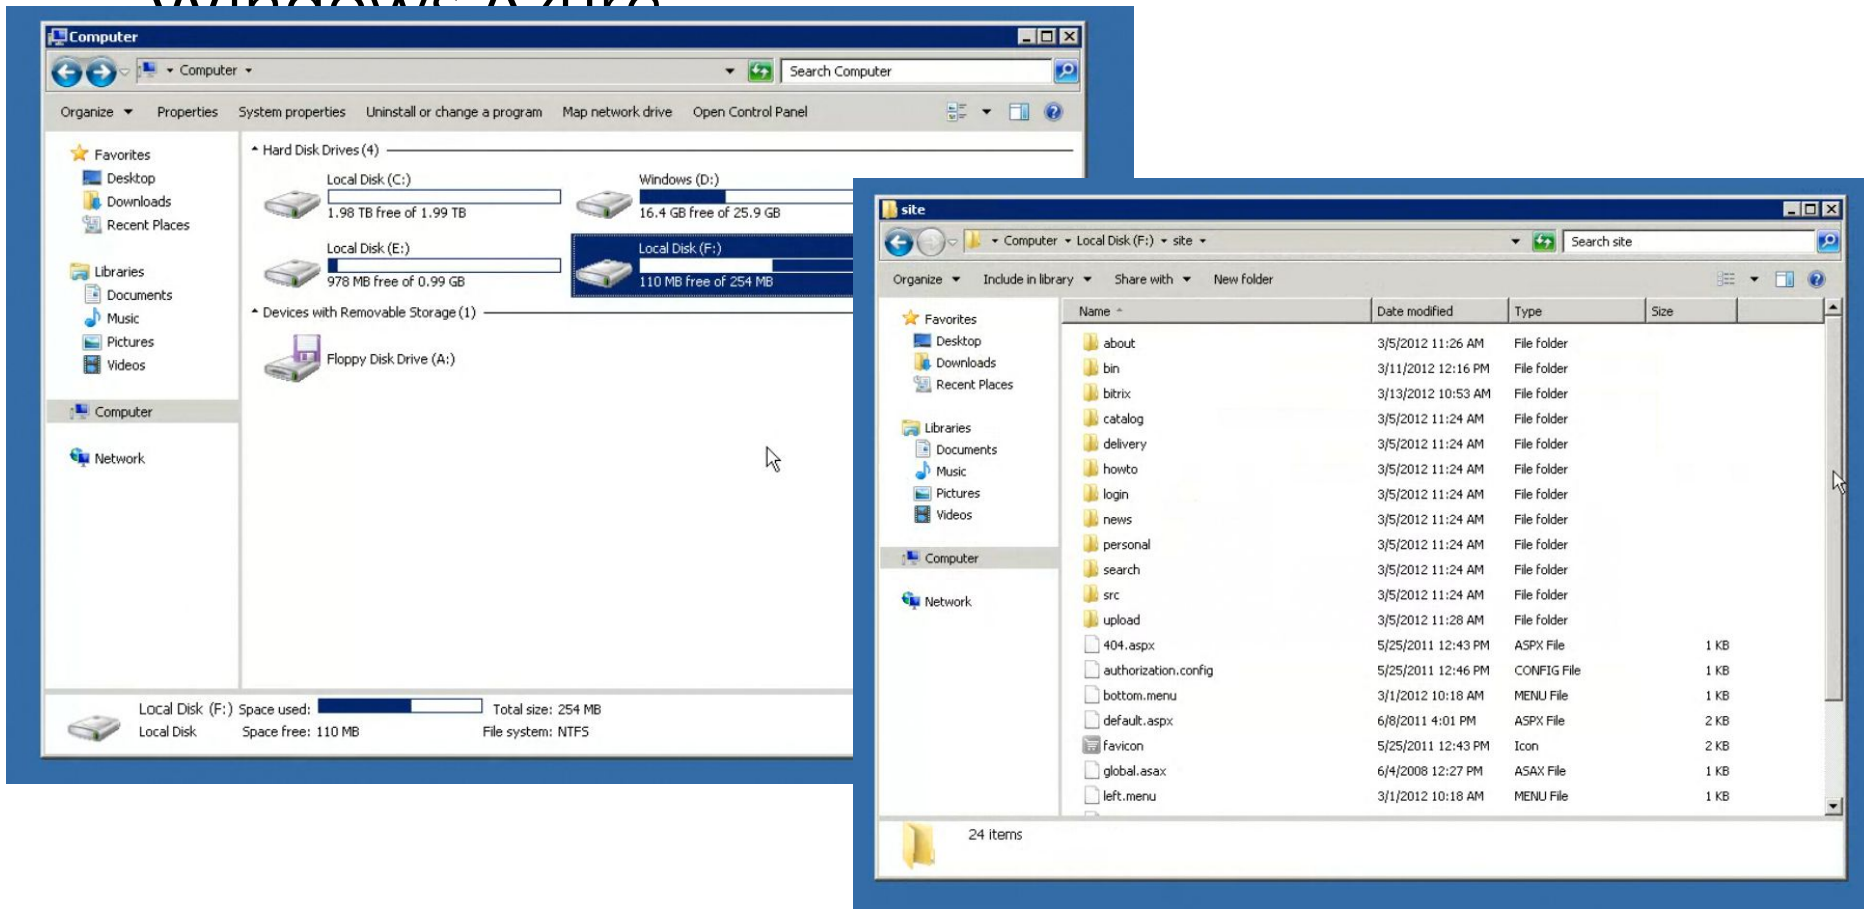 Windows Azure
Computer
Computer
Search Computer
Organize Properties System properties Uninstall or change a program Map network drive Open Control Panel
Favorites
Desktop
Downloads
Recent Places
Libraries
Documents
Music
Pictures
Videos
Computer
Network
Hard Disk Drives (4)
Local Disk (C:)
1.98 TB free of 1.99 TB
Windows (D:)
16.4 GB free of 25.9 GB
Local Disk (E:)
978 MB free of 0.99 GB
Local Disk (F:)
110 MB free of 254 MB
Devices with Removable Storage (1)
Floppy Disk Drive (A:)
Local Disk (F:) Space used: Total size: 254 MB
Local Disk Space free: 110 MB File system: NTFS
site
Computer Local Disk (F:) site
Search site
Organize Include in library Share with New folder
Favorites
Desktop
Downloads
Recent Places
Libraries
Documents
Music
Pictures
Videos
Computer
Network
Name Date modified Type Size
about 3/5/2012 11:26 AM File folder
bin 3/11/2012 12:16 PM File folder
bitrix 3/13/2012 10:53 AM File folder
catalog 3/5/2012 11:24 AM File folder
delivery 3/5/2012 11:24 AM File folder
howto 3/5/2012 11:24 AM File folder
login 3/5/2012 11:24 AM File folder
news 3/5/2012 11:24 AM File folder
personal 3/5/2012 11:24 AM File folder
search 3/5/2012 11:24 AM File folder
src 3/5/2012 11:24 AM File folder
upload 3/5/2012 11:28 AM File folder
404.aspx 5/25/2011 12:43 PM ASPX File 1 KB
authorization.config 5/25/2011 12:46 PM CONFIG File 1 KB
bottom.menu 3/1/2012 10:18 AM MENU File 1 KB
default.aspx 6/8/2011 4:01 PM ASPX File 2 KB
favicon 5/25/2011 12:43 PM Icon 2 KB
global.asax 6/4/2008 12:27 PM ASAX File 1 KB
left.menu 3/1/2012 10:18 AM MENU File 1 KB
24 items